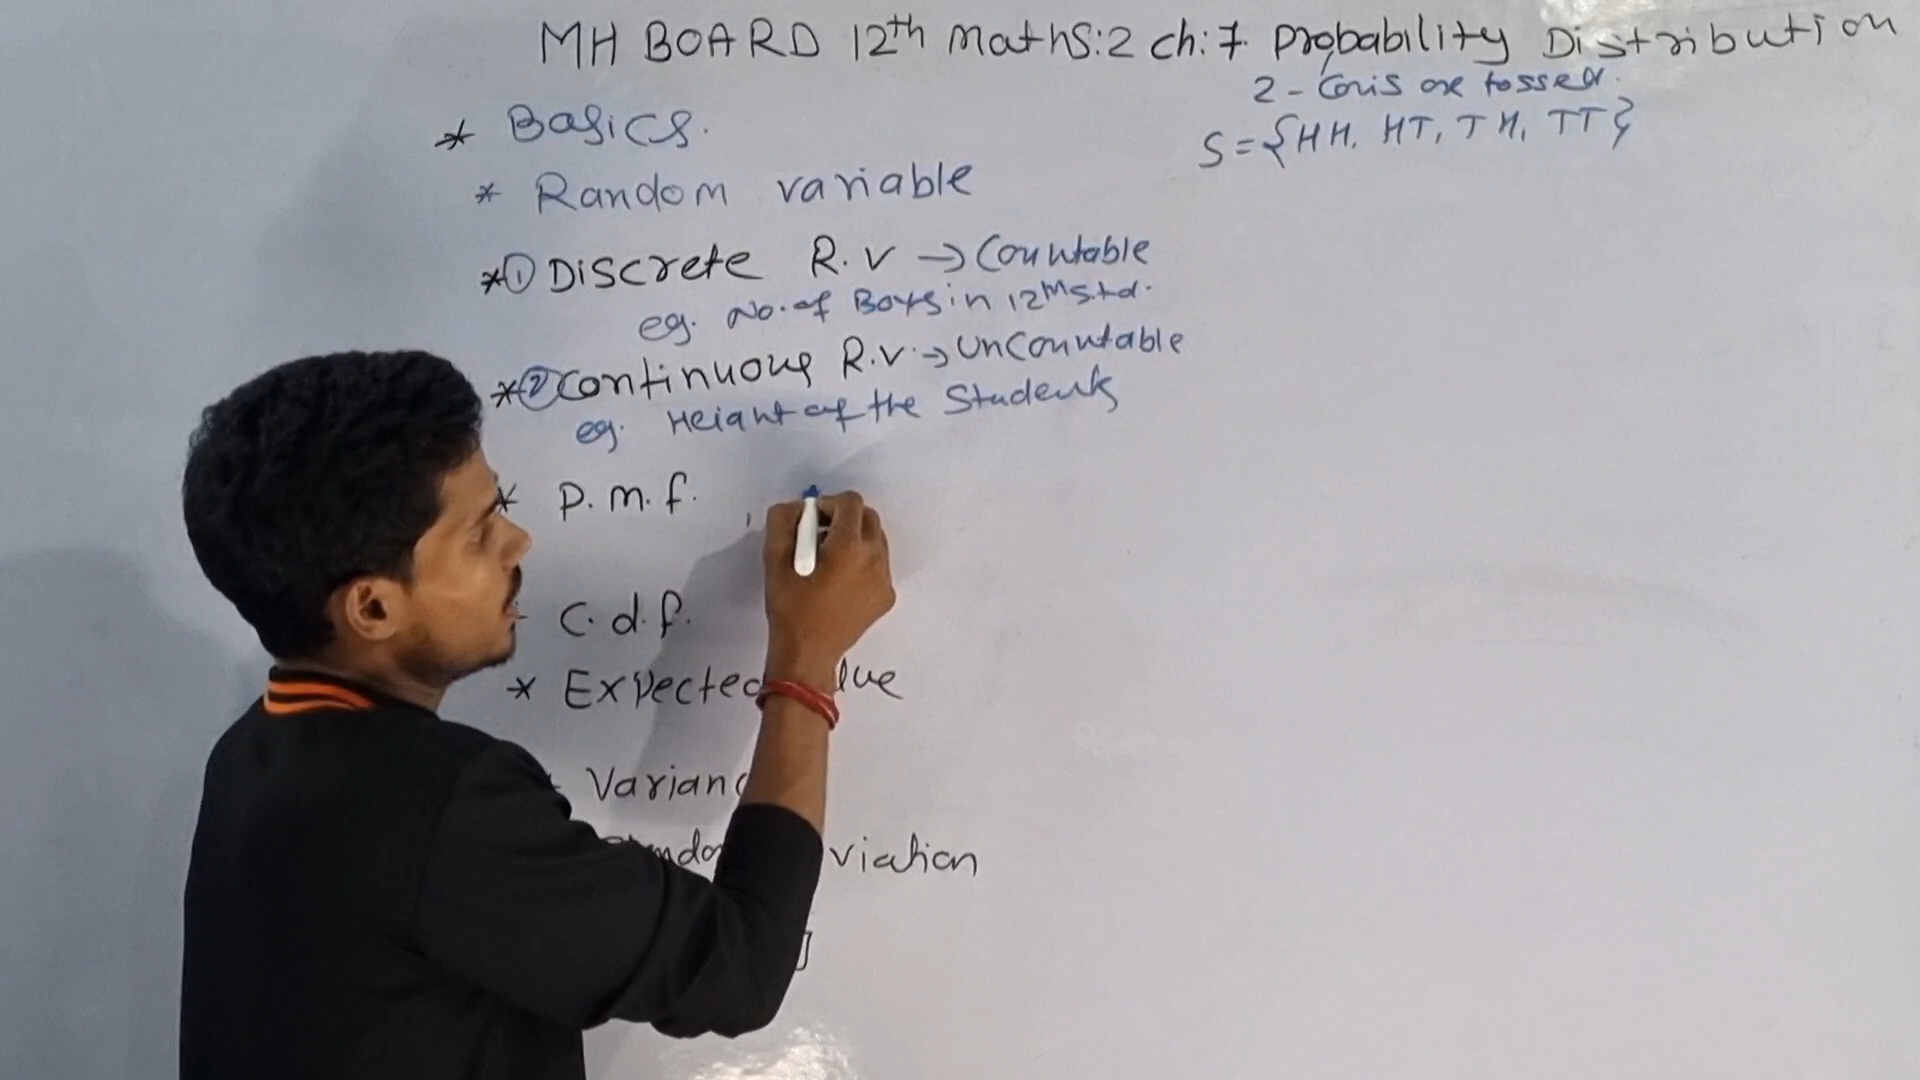 MH BOARD 12th Maths:2 ch:7. Probability Distribution
2 - Coins are tossed.
S = {HH, HT, TH, TT}
* Basics.
* Random variable
* ① Discrete R.V → Countable
eg. No. of Boys in 12th Std.
* ② Continuous R.V. → UnCountable
eg. Height of the Students
* P.m.f.
C.d.f.
* Expected lue
Varianc
viation